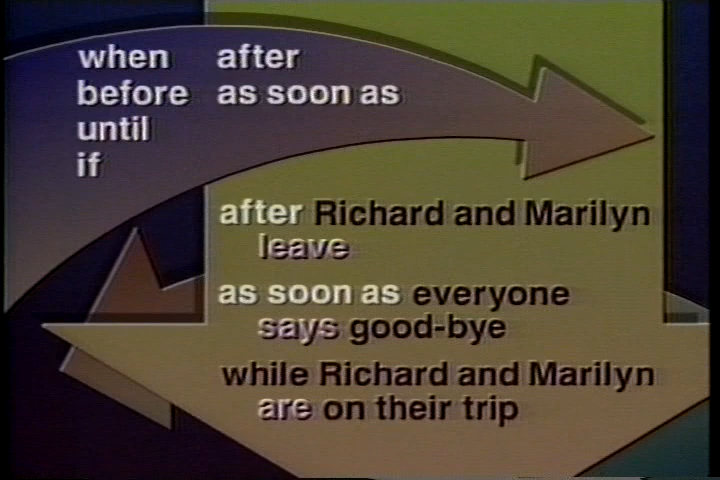 when after
before as soon as
until
if
after Richard and Marilyn
leave
as soon as everyone
says good-bye
while Richard and Marilyn
are on their trip